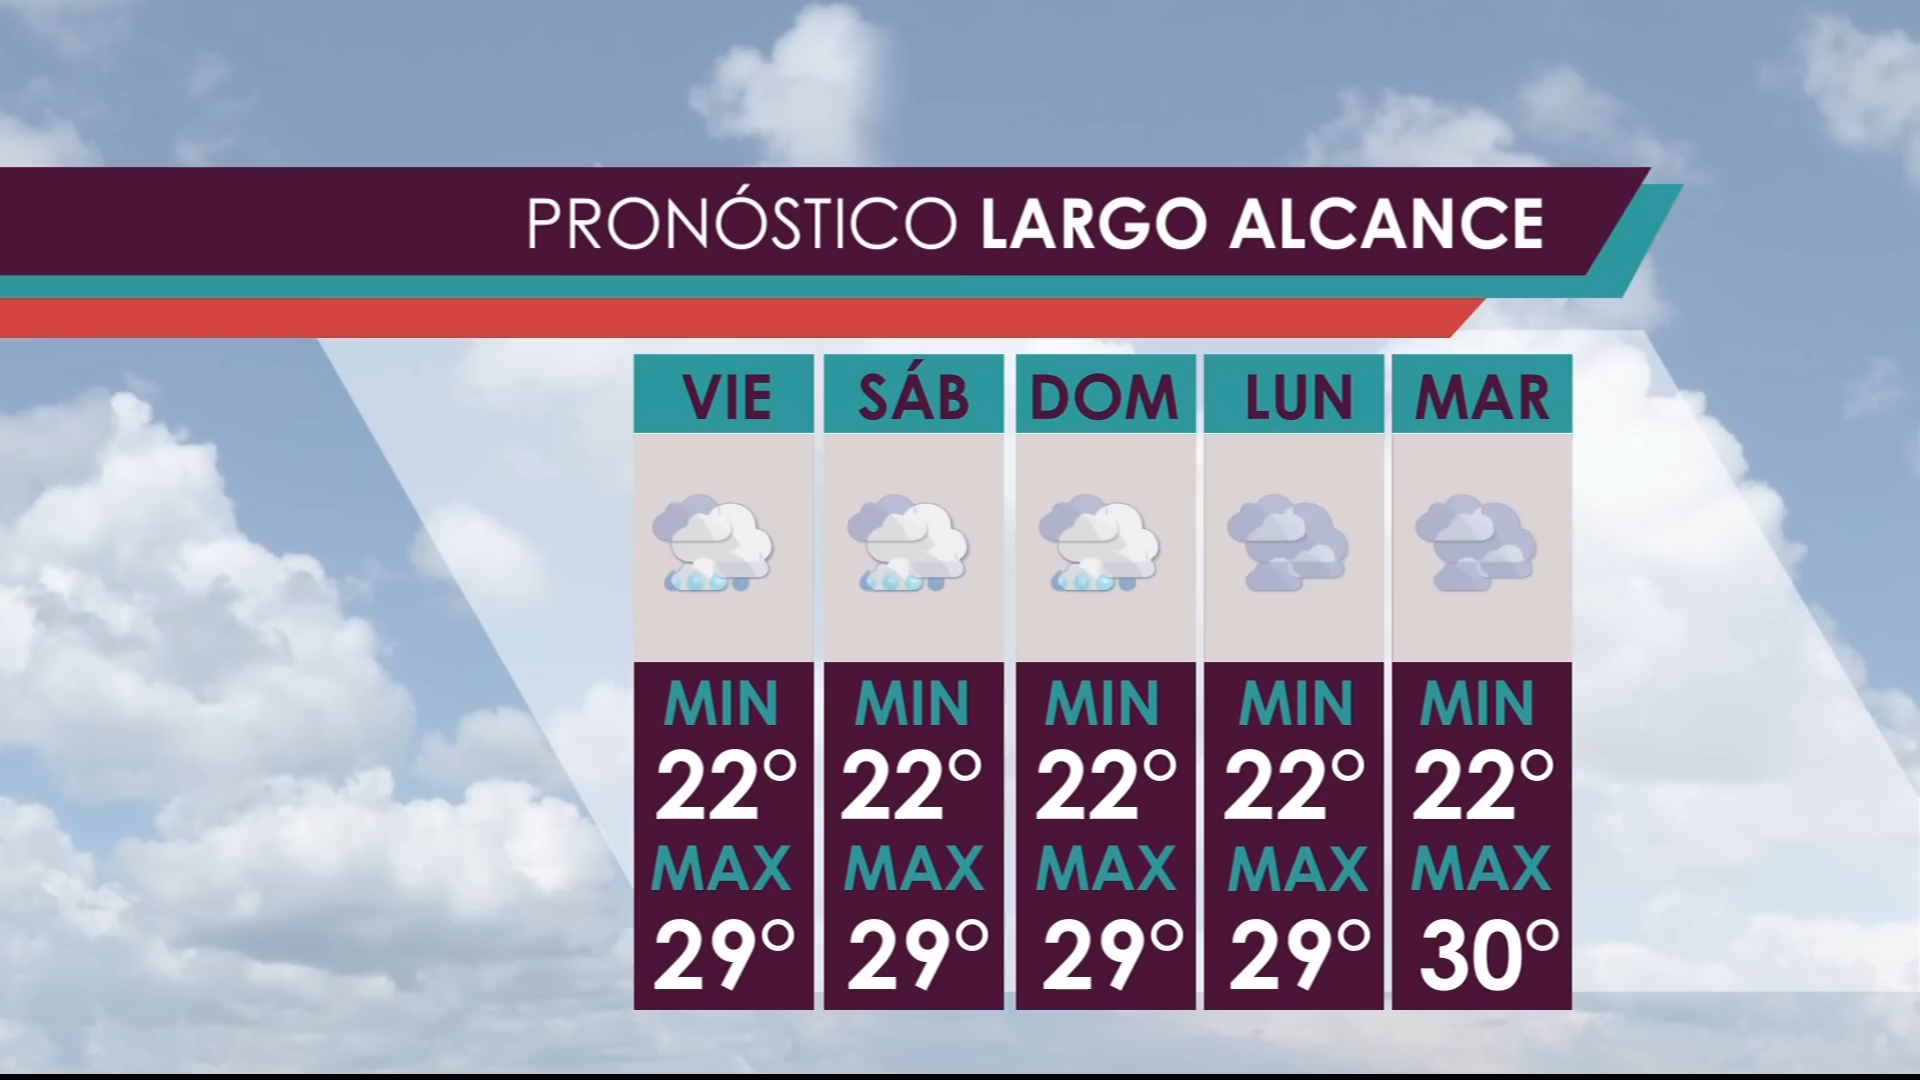 PRONÓSTICO LARGO ALCANCE
VIE SÁB DOM LUN MAR
MIN MIN MIN MIN MIN
22° 22° 22° 22° 22°
MAX MAX MAX MAX MAX
29° 29° 29° 29° 30°